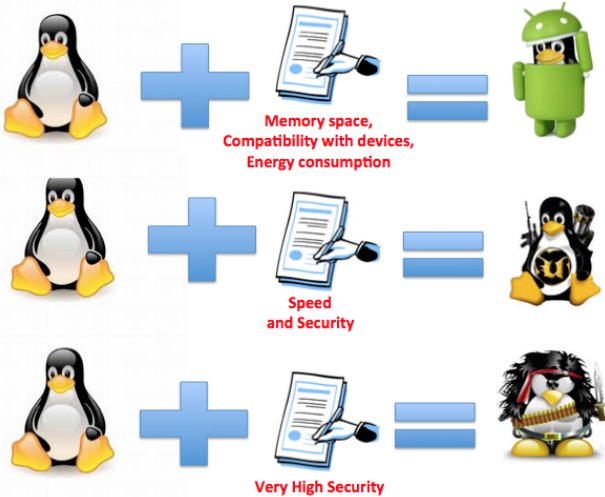 Memory space,
Compatibility with devices,
Energy consumption
Speed
and Security
Very High Security